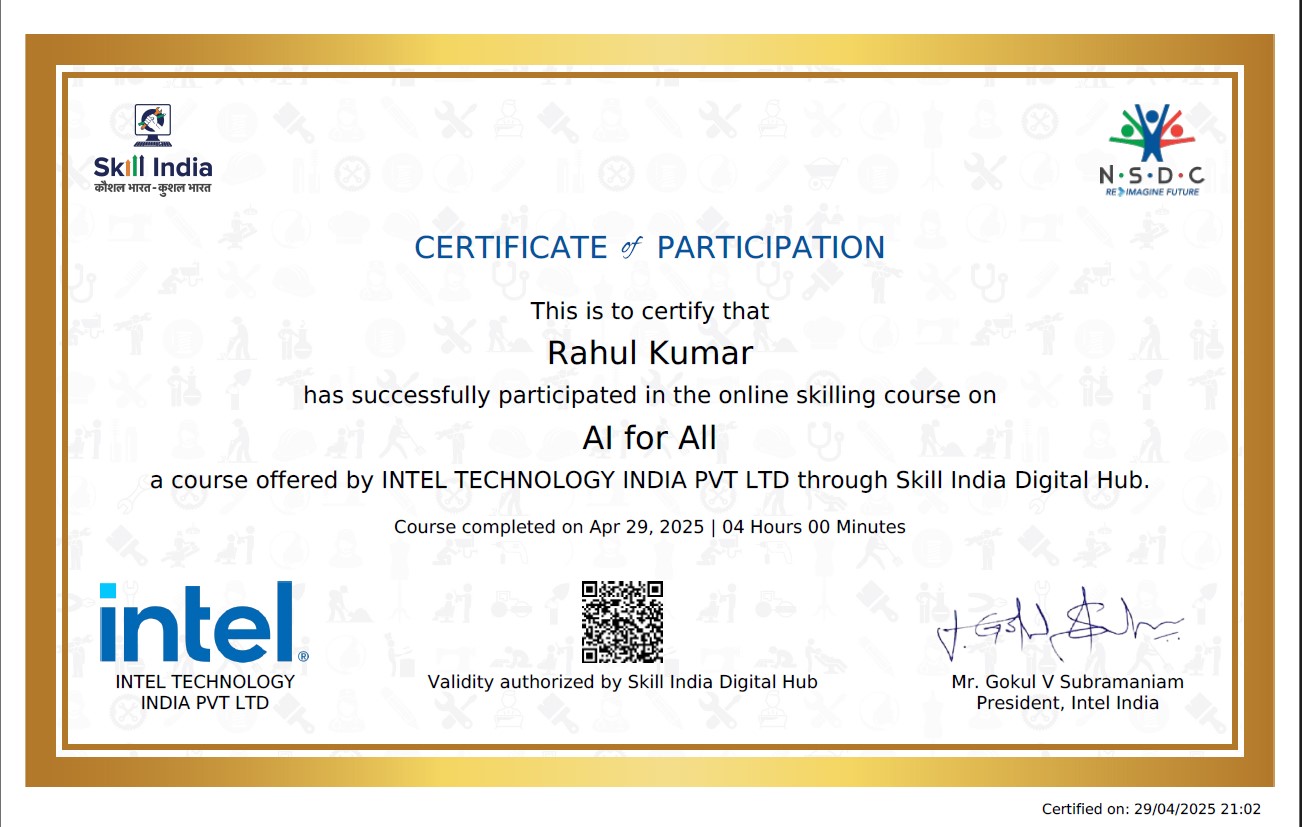 Skill India
कौशल भारत - कुशल भारत
N·S·D·C
RE IMAGINE FUTURE
CERTIFICATE of PARTICIPATION
This is to certify that
Rahul Kumar
has successfully participated in the online skilling course on
AI for All
a course offered by INTEL TECHNOLOGY INDIA PVT LTD through Skill India Digital Hub.
Course completed on Apr 29, 2025 | 04 Hours 00 Minutes
intel®
INTEL TECHNOLOGY
INDIA PVT LTD
Validity authorized by Skill India Digital Hub
Mr. Gokul V Subramaniam
President, Intel India
Certified on: 29/04/2025 21:02